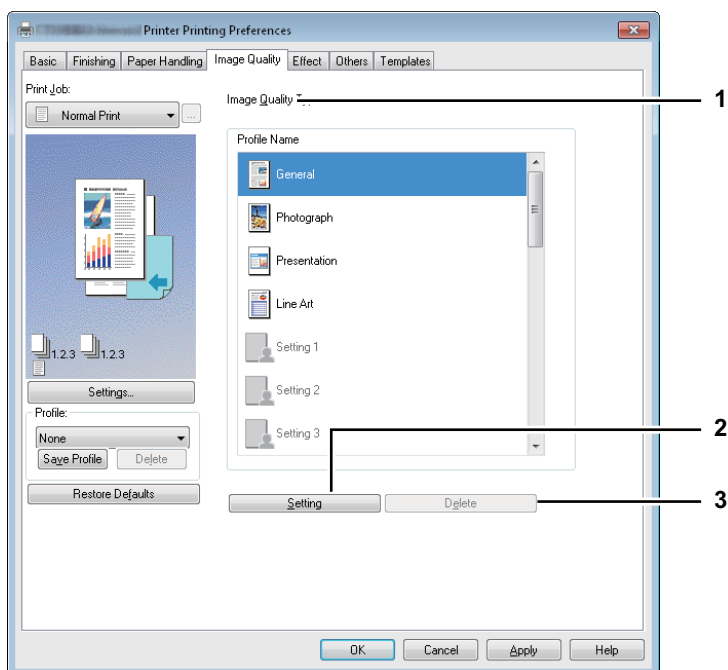 Printer Printing Preferences
Basic Finishing Paper Handling Image Quality Effect Others Templates
Print Job:
Normal Print ...
Image Quality
1
Profile Name
General
Photograph
Presentation
Line Art
1.2.3 1.2.3
Setting 1
Settings...
Setting 2
Profile:
None
Setting 3
2
Save Profile Delete
Restore Defaults
Setting Delete
3
OK Cancel Apply Help